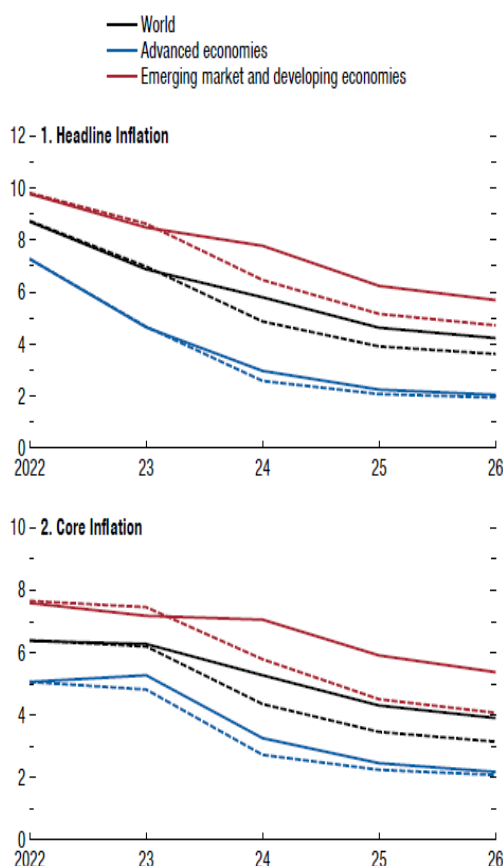 World
Advanced economies
Emerging market and developing economies
12 1. Headline Inflation
10
8
6
4
2
0
2022 23 24 25 26
10 2. Core Inflation
8
6
4
2
0
2022 23 24 25 26